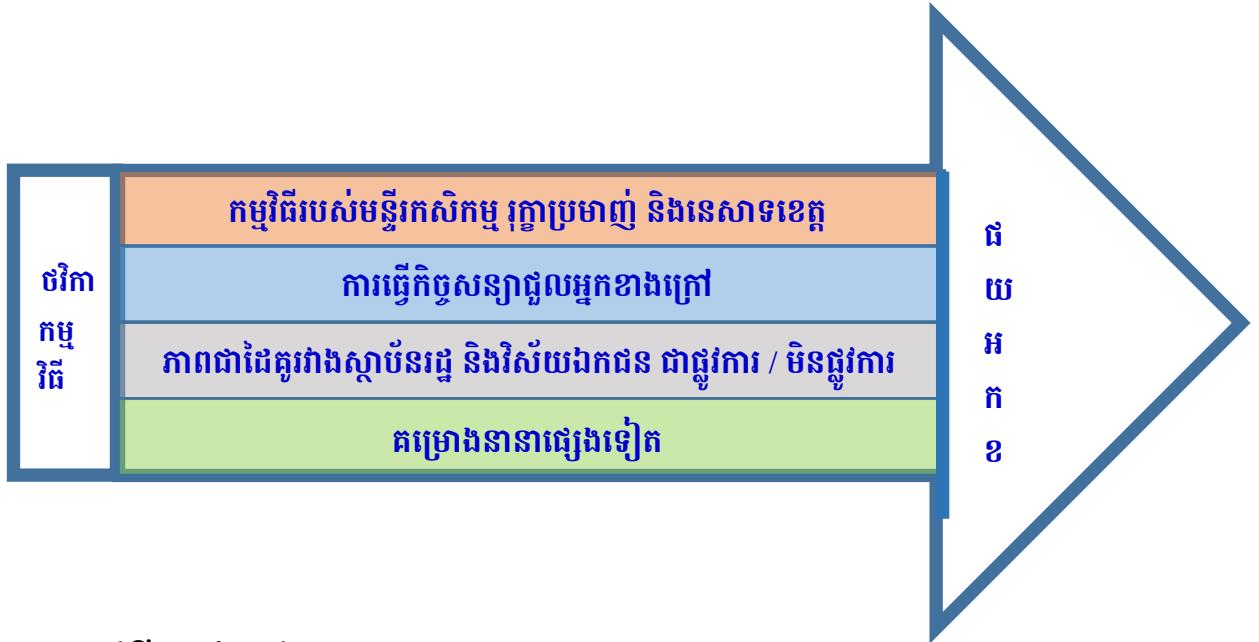 ថវិកា
កម្ម
វិធី
កម្មវិធីរបស់មន្ទីរកសិកម្ម រុក្ខាប្រមាញ់ និងនេសាទខេត្ត
ការធ្វើកិច្ចសន្យាជួលអ្នកខាងក្រៅ
ភាពជាដៃគូរវាងស្ថាប័នរដ្ឋ និងវិស័យឯកជន ជាផ្លូវការ / មិនផ្លូវការ
គម្រោងនានាផ្សេងទៀត
ផ
យ
អ
ក
ខ